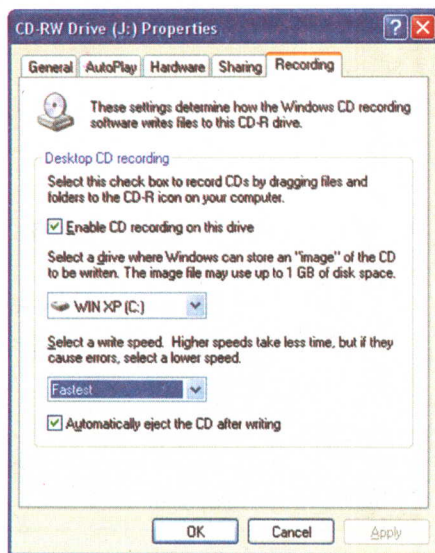 CD-RW Drive (J:) Properties
General AutoPlay Hardware Sharing Recording
These settings determine how the Windows CD recording
software writes files to this CD-R drive.
Desktop CD recording
Select this check box to record CDs by dragging files and
folders to the CD-R icon on your computer.
Enable CD recording on this drive
Select a drive where Windows can store an "image" of the CD
to be written. The image file may use up to 1 GB of disk space.
WIN XP (C:)
Select a write speed. Higher speeds take less time, but if they
cause errors, select a lower speed.
Fastest
Automatically eject the CD after writing
OK Cancel Apply